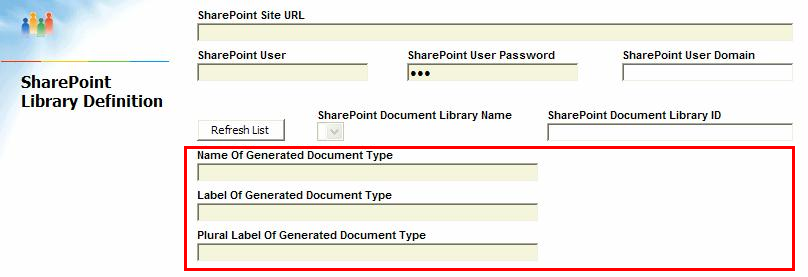 SharePoint
Library Definition
SharePoint Site URL
SharePoint User
SharePoint User Password
SharePoint User Domain
•••
Refresh List
SharePoint Document Library Name
SharePoint Document Library ID
Name Of Generated Document Type
Label Of Generated Document Type
Plural Label Of Generated Document Type